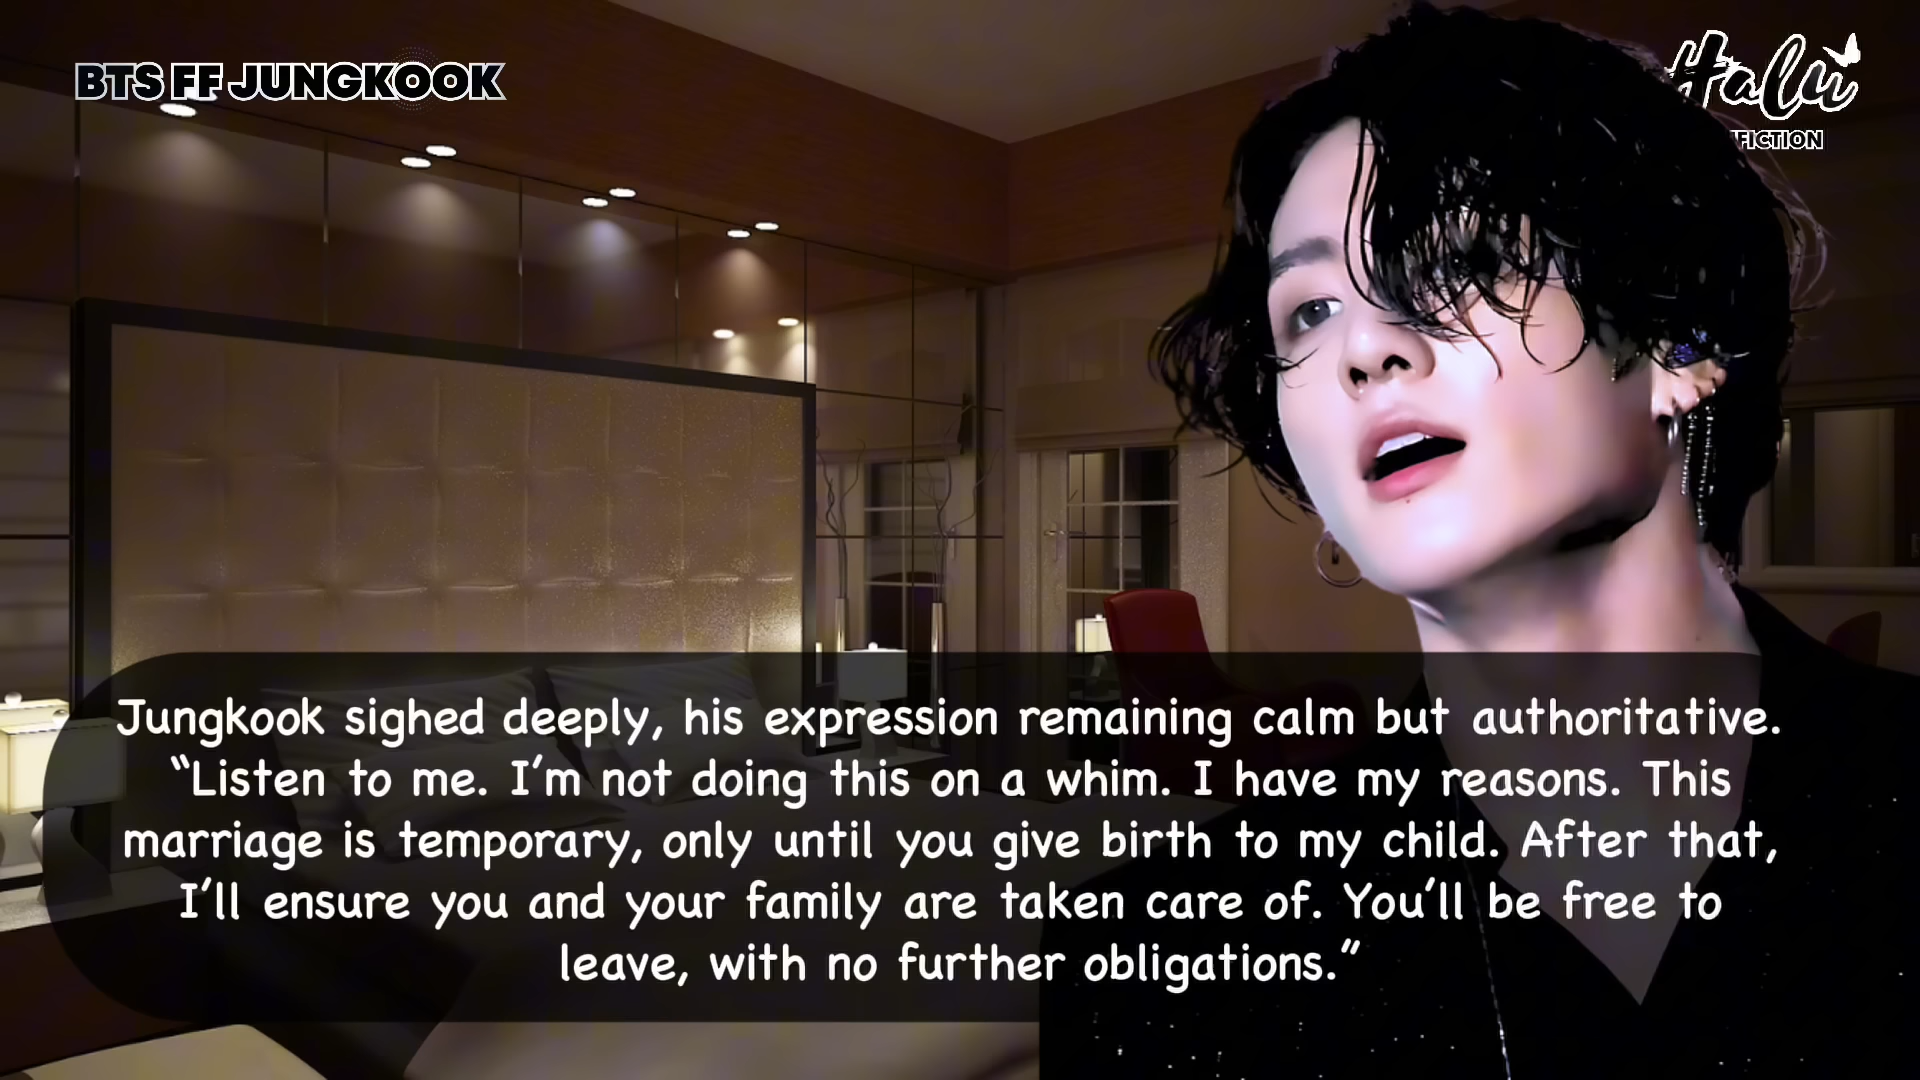 BTS FF JUNGKOOK
Halu
FICTION
Jungkook sighed deeply, his expression remaining calm but authoritative.
“Listen to me. I’m not doing this on a whim. I have my reasons. This
marriage is temporary, only until you give birth to my child. After that,
I’ll ensure you and your family are taken care of. You’ll be free to
leave, with no further obligations.”